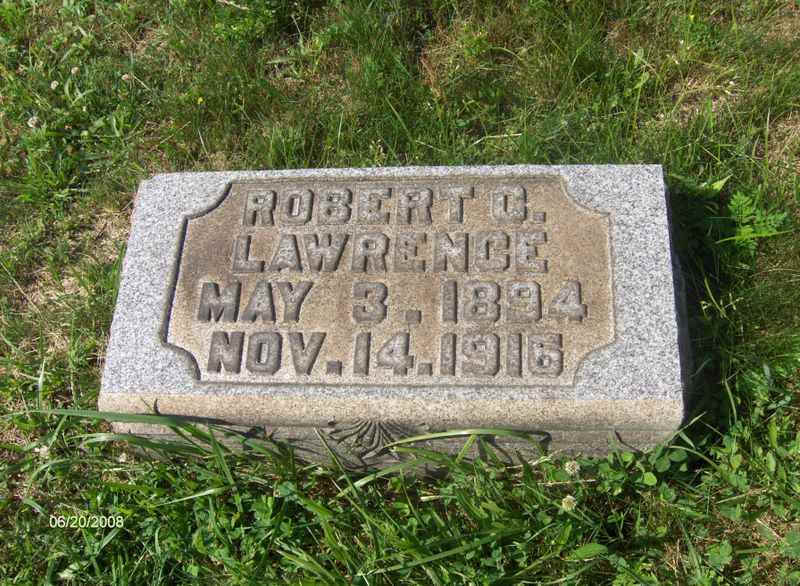 ROBERT C.
LAWRENCE
MAY 3. 1894
NOV. 14. 1916
06/20/2008